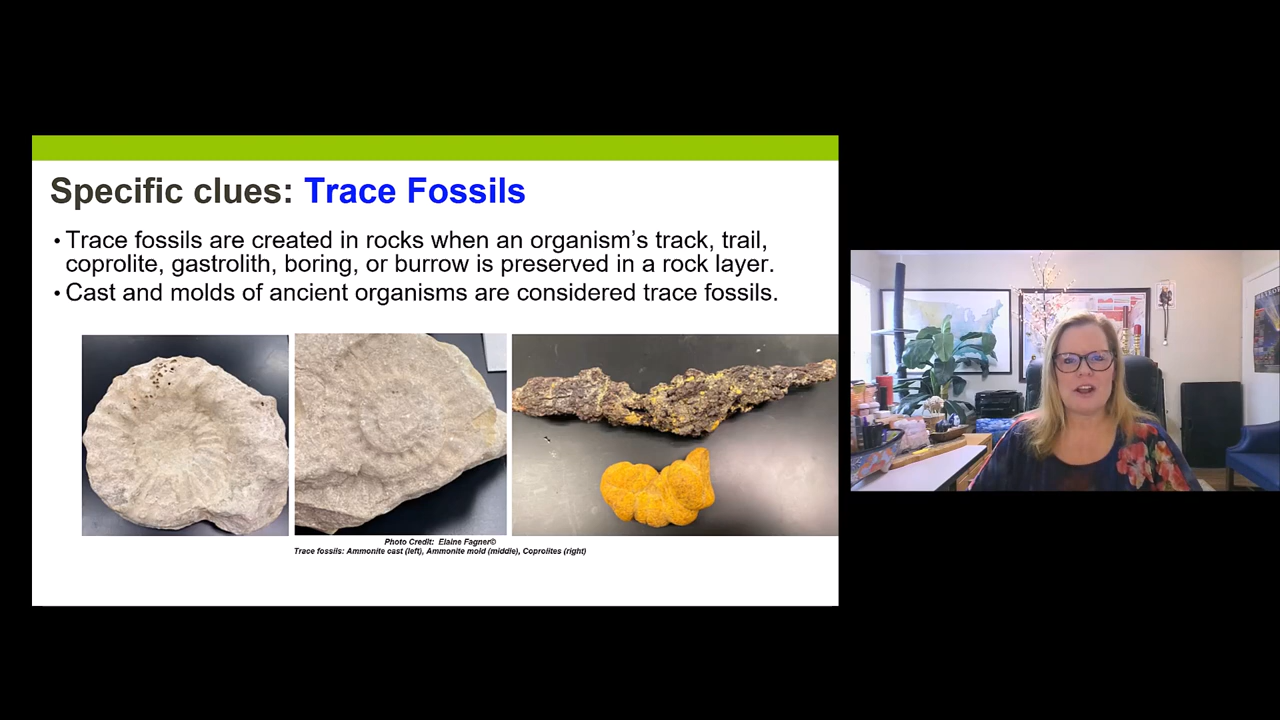 Specific clues: Trace Fossils
• Trace fossils are created in rocks when an organism's track, trail,
coprolite, gastrolith, boring, or burrow is preserved in a rock layer.
• Cast and molds of ancient organisms are considered trace fossils.
Photo Credit: Elaine Fagner©
Trace fossils: Ammonite cast (left), Ammonite mold (middle), Coprolites (right)